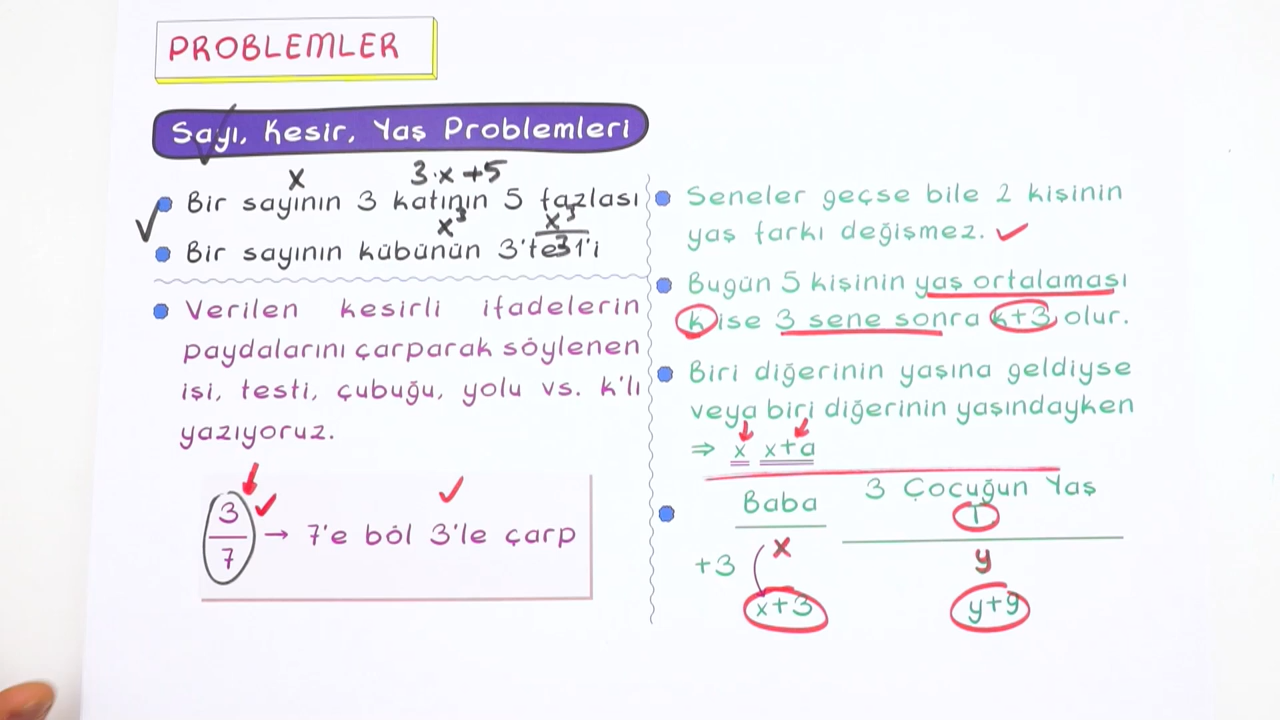 PROBLEMLER
Sayı, Kesir, Yaş Problemleri
x 3·x+5
Bir sayının 3 katının 5 fazlası
x³ x³/3
Bir sayının kübünün 3'te 1'i
Verilen kesirli ifadelerin
paydalarını çarparak söylenen
işi, testi, çubuğu, yolu vs. k'lı
yazıyoruz.
3/7 → 7'e böl 3'le çarp
Seneler geçse bile 2 kişinin
yaş farkı değişmez.
Bugün 5 kişinin yaş ortalaması
k ise 3 sene sonra k+3 olur.
Biri diğerinin yaşına geldiyse
veya biri diğerinin yaşındayken
⇒ x x+a
Baba 3 Çocuğun Yaş
T.
x y
+3
x+3 y+9